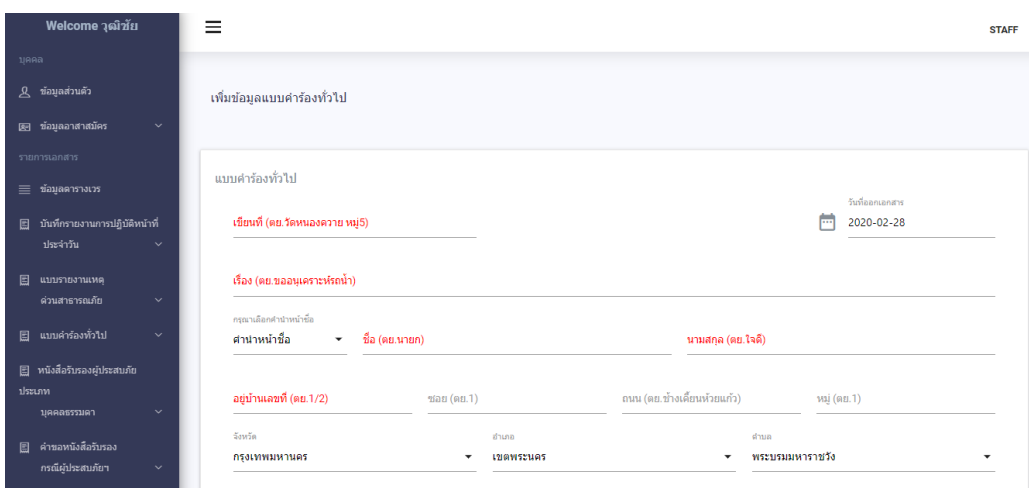 Welcome วุฒิชัย
STAFF
บุคคล
ข้อมูลส่วนตัว
ข้อมูลอาสาสมัคร
รายการเอกสาร
ข้อมูลตารางเวร
บันทึกรายงานการปฏิบัติหน้าที่
ประจำวัน
แบบรายงานเหตุ
ด่วนสาธารณภัย
แบบคำร้องทั่วไป
หนังสือรับรองผู้ประสบภัย
ประเภท
บุคคลธรรมดา
คำขอหนังสือรับรอง
กรณีผู้ประสบภัยฯ
เพิ่มข้อมูลแบบคำร้องทั่วไป
แบบคำร้องทั่วไป
วันที่ออกเอกสาร
เขียนที่ (ตย.วัดหนองควาย หมู่5)
2020-02-28
เรื่อง (ตย.ขออนุเคราะห์รถน้ำ)
กรุณาเลือกคำนำหน้าชื่อ
คำนำหน้าชื่อ
ชื่อ (ตย.นายก)
นามสกุล (ตย.ใจดี)
อยู่บ้านเลขที่ (ตย.1/2)
ซอย (ตย.1)
ถนน (ตย.ช้างเคี้ยนห้วยแก้ว)
หมู่ (ตย.1)
จังหวัด
อำเภอ
ตำบล
กรุงเทพมหานคร
เขตพระนคร
พระบรมมหาราชวัง